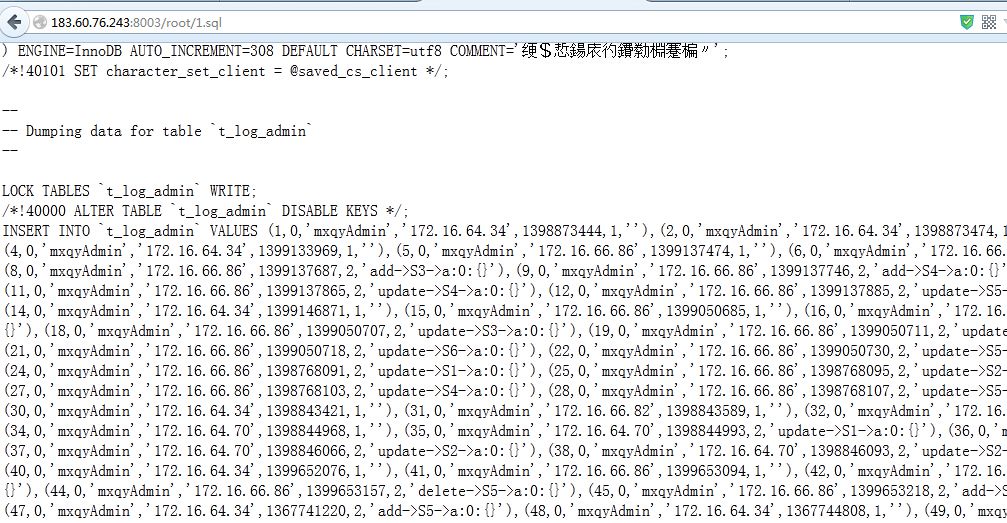 183.60.76.243:8003/root/1.sql
) ENGINE=InnoDB AUTO_INCREMENT=308 DEFAULT CHARSET=utf8 COMMENT=' ';
/*!40101 SET character_set_client = @saved_cs_client */;
--
-- Dumping data for table `t_log_admin`
--
LOCK TABLES `t_log_admin` WRITE;
/*!40000 ALTER TABLE `t_log_admin` DISABLE KEYS */;
INSERT INTO `t_log_admin` VALUES (1,0,'mxqyAdmin','172.16.64.34',1398873444,1,''),(2,0,'mxqyAdmin','172.16.64.34',1398873474,1
(4,0,'mxqyAdmin','172.16.64.34',1399133969,1,''),(5,0,'mxqyAdmin','172.16.66.86',1399137474,1,''),(6,0,'mxqyAdmin','172.16.66.
(8,0,'mxqyAdmin','172.16.66.86',1399137687,2,'add->S3->a:0:{}'),(9,0,'mxqyAdmin','172.16.66.86',1399137746,2,'add->S4->a:0:{}'
(11,0,'mxqyAdmin','172.16.66.86',1399137865,2,'update->S4->a:0:{}'),(12,0,'mxqyAdmin','172.16.66.86',1399137885,2,'update->S5-
(14,0,'mxqyAdmin','172.16.64.34',1399146871,1,''),(15,0,'mxqyAdmin','172.16.66.86',1399050685,1,''),(16,0,'mxqyAdmin','172.16.
{}'),(18,0,'mxqyAdmin','172.16.66.86',1399050707,2,'update->S3->a:0:{}'),(19,0,'mxqyAdmin','172.16.66.86',1399050711,2,'update
(21,0,'mxqyAdmin','172.16.66.86',1399050718,2,'update->S6->a:0:{}'),(22,0,'mxqyAdmin','172.16.66.86',1399050730,2,'update->S5-
(24,0,'mxqyAdmin','172.16.66.86',1398768091,2,'update->S1->a:0:{}'),(25,0,'mxqyAdmin','172.16.66.86',1398768095,2,'update->S2-
(27,0,'mxqyAdmin','172.16.66.86',1398768103,2,'update->S4->a:0:{}'),(28,0,'mxqyAdmin','172.16.66.86',1398768107,2,'update->S5-
(30,0,'mxqyAdmin','172.16.64.34',1398843421,1,''),(31,0,'mxqyAdmin','172.16.66.82',1398843589,1,''),(32,0,'mxqyAdmin','172.16.
(34,0,'mxqyAdmin','172.16.64.70',1398844968,1,''),(35,0,'mxqyAdmin','172.16.64.70',1398844993,2,'update->S1->a:0:{}'),(36,0,'m
(37,0,'mxqyAdmin','172.16.64.70',1398846066,2,'update->S2->a:0:{}'),(38,0,'mxqyAdmin','172.16.64.70',1398846093,2,'update->S2-
(40,0,'mxqyAdmin','172.16.64.34',1399652076,1,''),(41,0,'mxqyAdmin','172.16.66.86',1399653094,1,''),(42,0,'mxqyAdmin','172.16.
{}'),(44,0,'mxqyAdmin','172.16.66.86',1399653157,2,'delete->S5->a:0:{}'),(45,0,'mxqyAdmin','172.16.66.86',1399653218,2,'add->S
(47,0,'mxqyAdmin','172.16.64.34',1367741220,2,'add->S5->a:0:{}'),(48,0,'mxqyAdmin','172.16.64.34',1367744808,1,''),(49,0,'mxqy